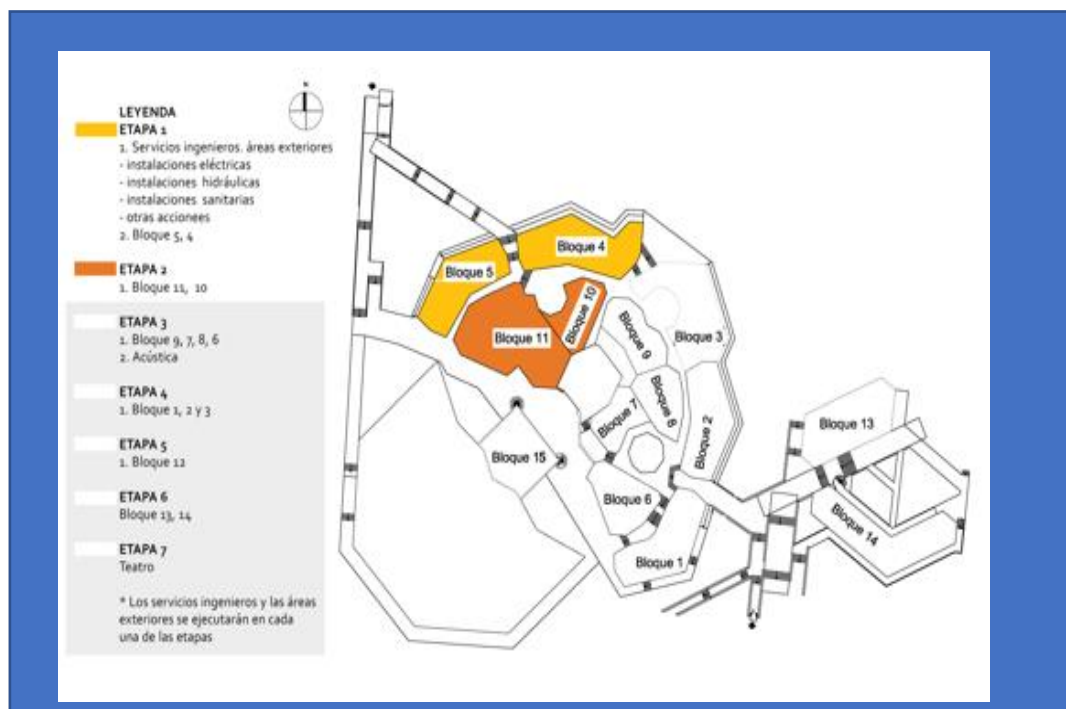 LEYENDA
ETAPA 1
1. Servicios ingenieros. áreas exteriores
- instalaciones eléctricas
- instalaciones hidráulicas
- instalaciones sanitarias
- otras accionees
2. Bloque 5, 4
ETAPA 2
1. Bloque 11, 10
ETAPA 3
1. Bloque 9, 7, 8, 6
2. Acústica
ETAPA 4
1. Bloque 1, 2 y 3
ETAPA 5
1. Bloque 12
ETAPA 6
Bloque 13, 14
ETAPA 7
Teatro
* Los servicios ingenieros y las áreas
exteriores se ejecutarán en cada
una de las etapas
N
Bloque 4
Bloque 5
Bloque 10
Bloque 11
Bloque 9
Bloque 3
Bloque 8
Bloque 7
Bloque 2
Bloque 13
Bloque 15
Bloque 6
Bloque 14
Bloque 1